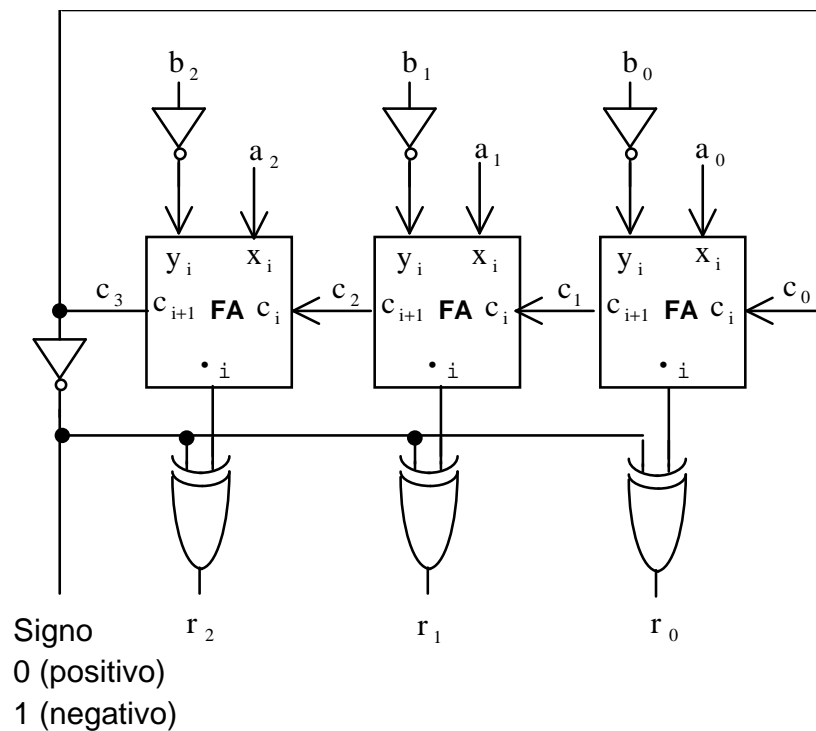 b₂ b₁ b₀
a₂ a₁ a₀
yᵢ xᵢ yᵢ xᵢ yᵢ xᵢ
c₃ cᵢ₊₁ FA cᵢ c₂ cᵢ₊₁ FA cᵢ c₁ cᵢ₊₁ FA cᵢ c₀
•ᵢ •ᵢ •ᵢ
r₂ r₁ r₀
Signo
0 (positivo)
1 (negativo)